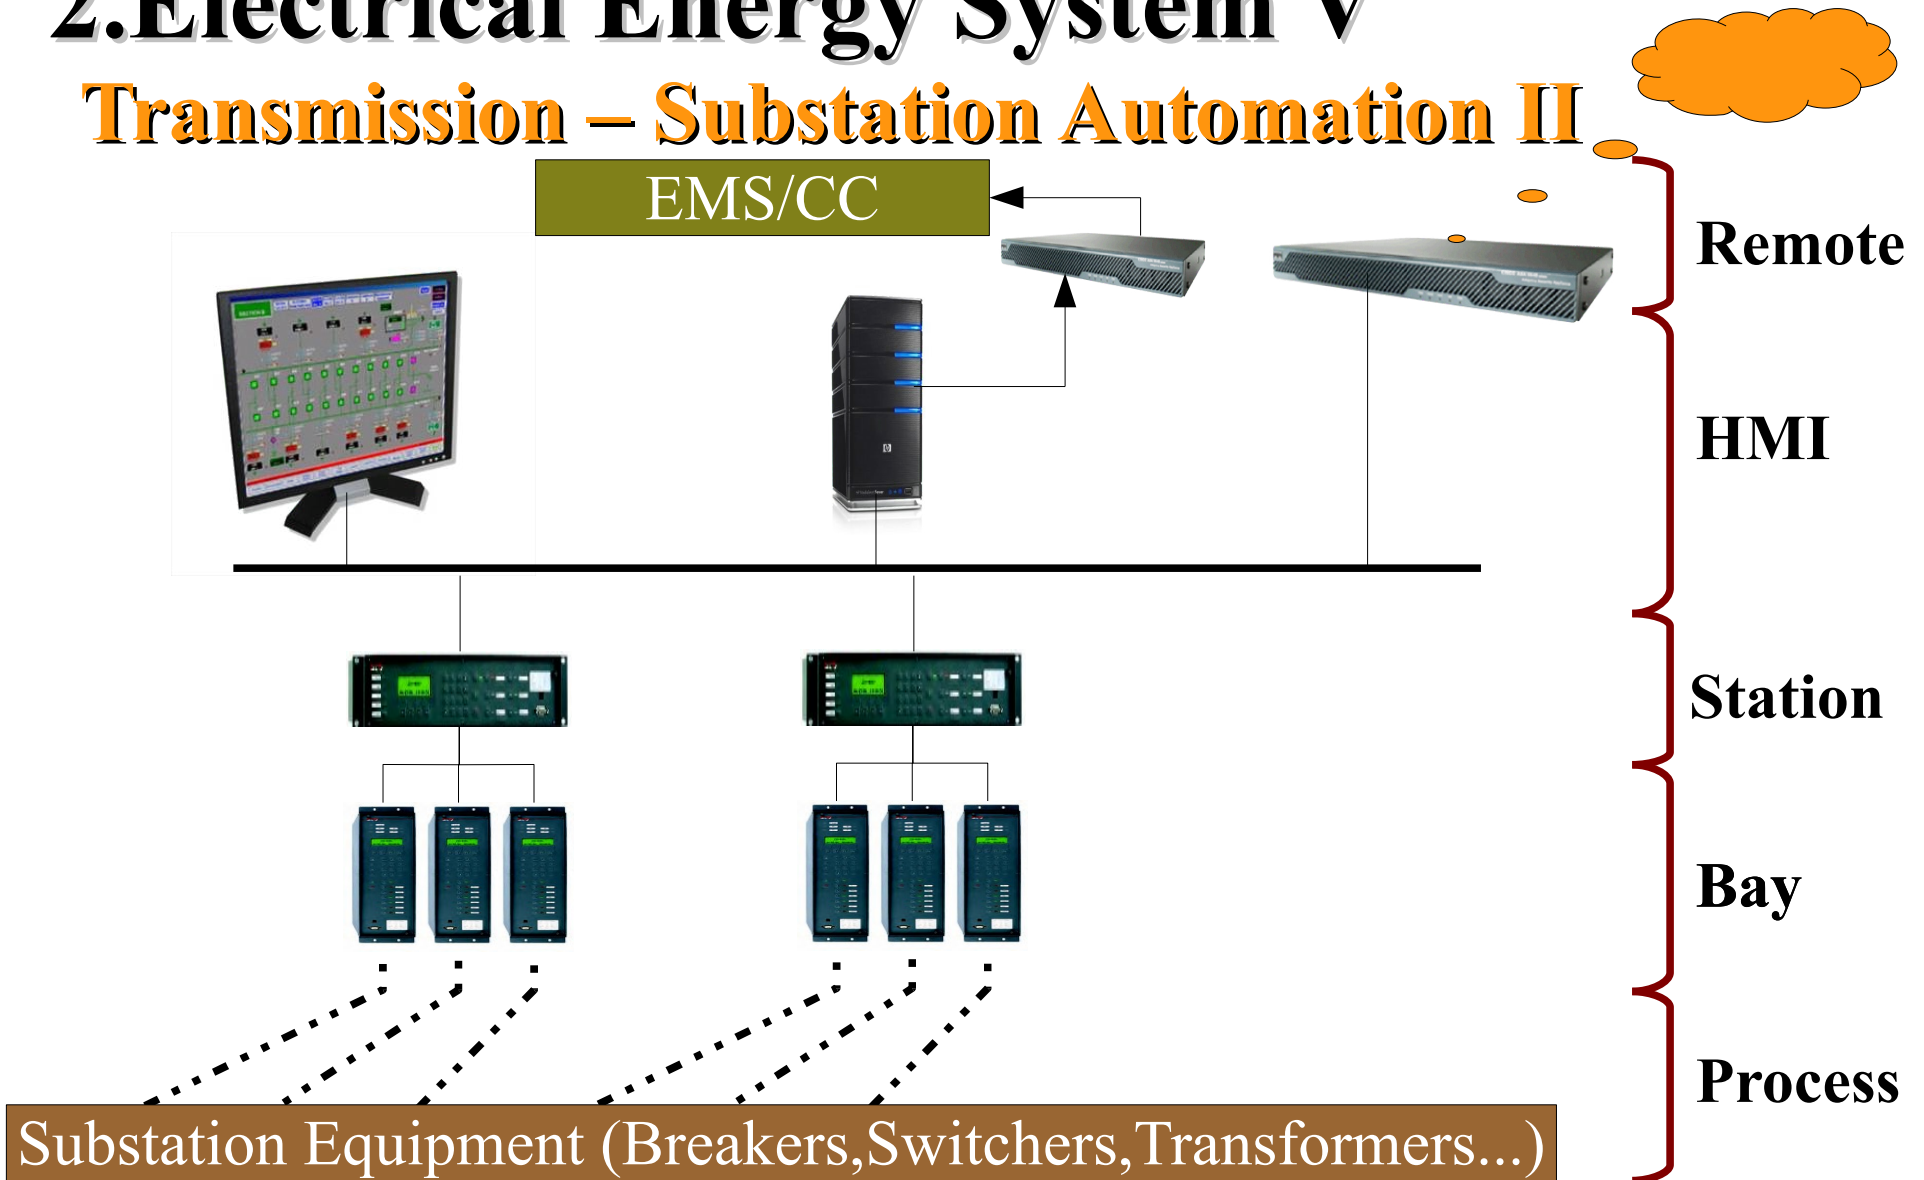 2.Electrical Energy System V
Transmission – Substation Automation II
EMS/CC
Remote
HMI
Station
Bay
Process
Substation Equipment (Breakers,Switchers,Transformers...)